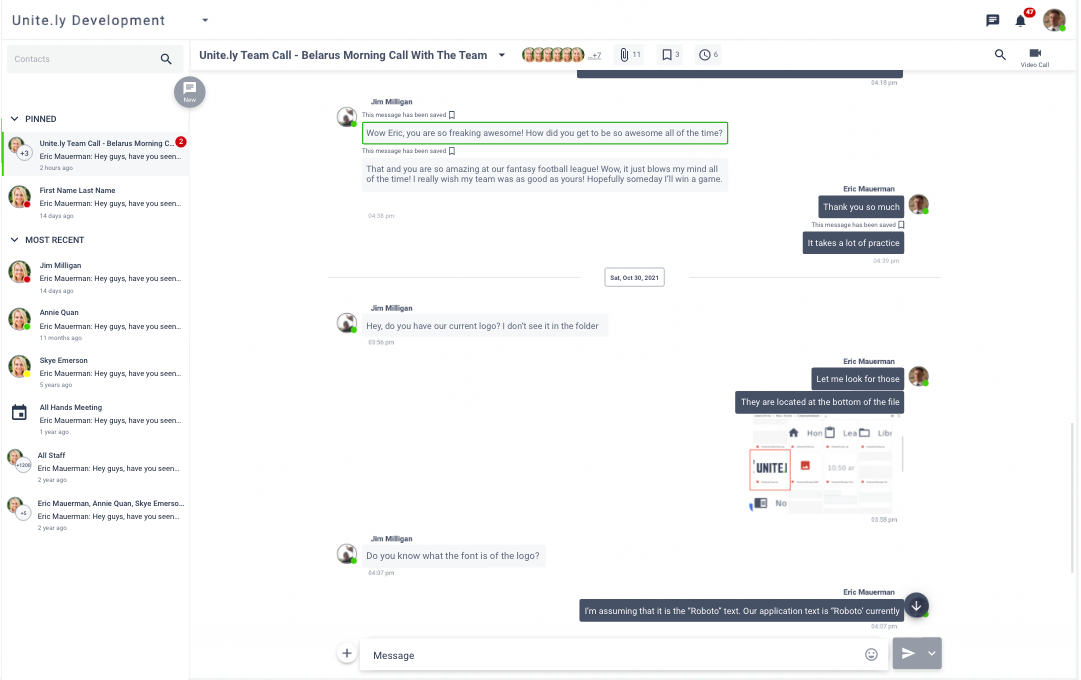 Unite.ly Development
47
Contacts
New
PINNED
Unite.ly Team Call - Belarus Morning C...
2
+3
Eric Mauerman: Hey guys, have you seen...
2 hours ago
First Name Last Name
Eric Mauerman: Hey guys, have you seen...
14 days ago
MOST RECENT
Jim Milligan
Eric Mauerman: Hey guys, have you seen...
14 days ago
Annie Quan
Eric Mauerman: Hey guys, have you seen...
11 months ago
Skye Emerson
Eric Mauerman: Hey guys, have you seen...
5 years ago
All Hands Meeting
Eric Mauerman: Hey guys, have you seen...
1 year ago
All Staff
+1200
Eric Mauerman: Hey guys, have you seen...
2 year ago
Eric Mauerman, Annie Quan, Skye Emerso...
+5
Eric Mauerman: Hey guys, have you seen...
2 year ago
Unite.ly Team Call - Belarus Morning Call With The Team
...+7
11
3
6
Video Call
04:18 pm
Jim Milligan
This message has been saved
Wow Eric, you are so freaking awesome! How did you get to be so awesome all of the time?
This message has been saved
That and you are so amazing at our fantasy football league! Wow, it just blows my mind all
of the time! I really wish my team was as good as yours! Hopefully someday I'll win a game.
04:38 pm
Eric Mauerman
Thank you so much
This message has been saved
It takes a lot of practice
04:39 pm
Sat, Oct 30, 2021
Jim Milligan
Hey, do you have our current logo? I don't see it in the folder
03:56 pm
Eric Mauerman
Let me look for those
They are located at the bottom of the file
Hon
Lea
Libr
UNITE.l
10:50 ar
No
03:58 pm
Jim Milligan
Do you know what the font is of the logo?
04:07 pm
Eric Mauerman
I'm assuming that it is the "Roboto" text. Our application text is "Roboto' currently
04:07 pm
Message